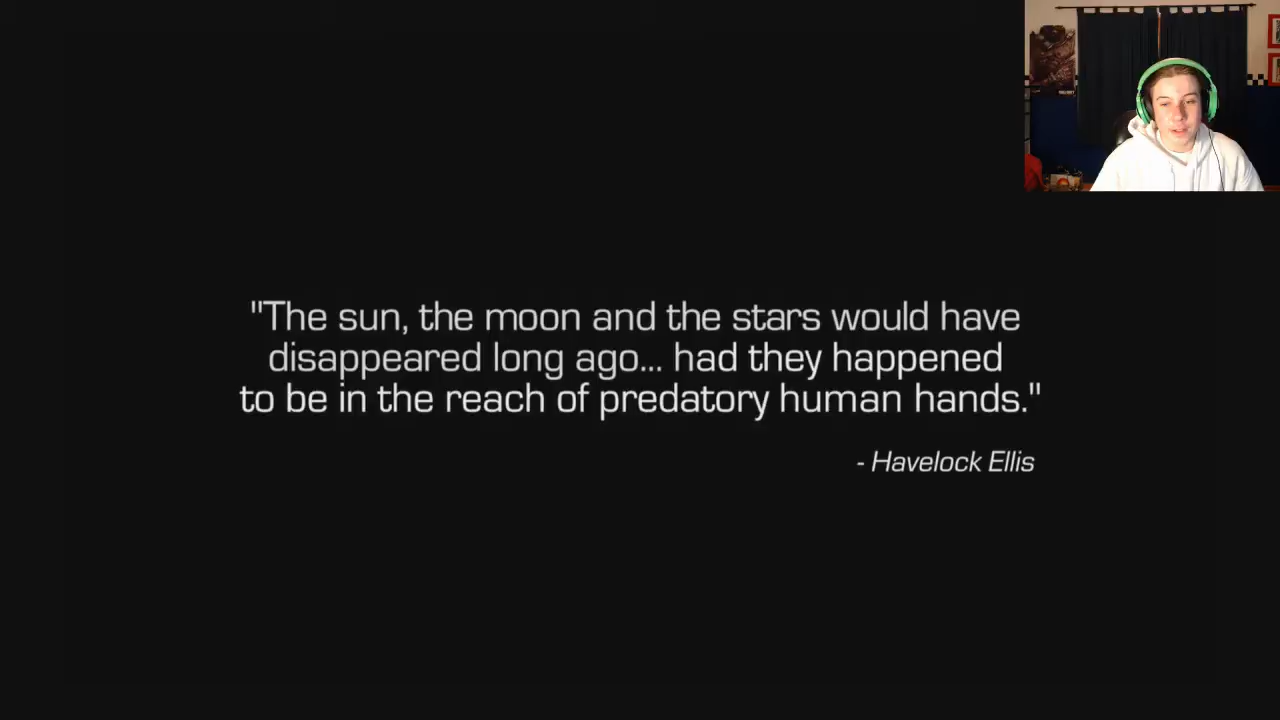 "The sun, the moon and the stars would have
disappeared long ago... had they happened
to be in the reach of predatory human hands."
- Havelock Ellis